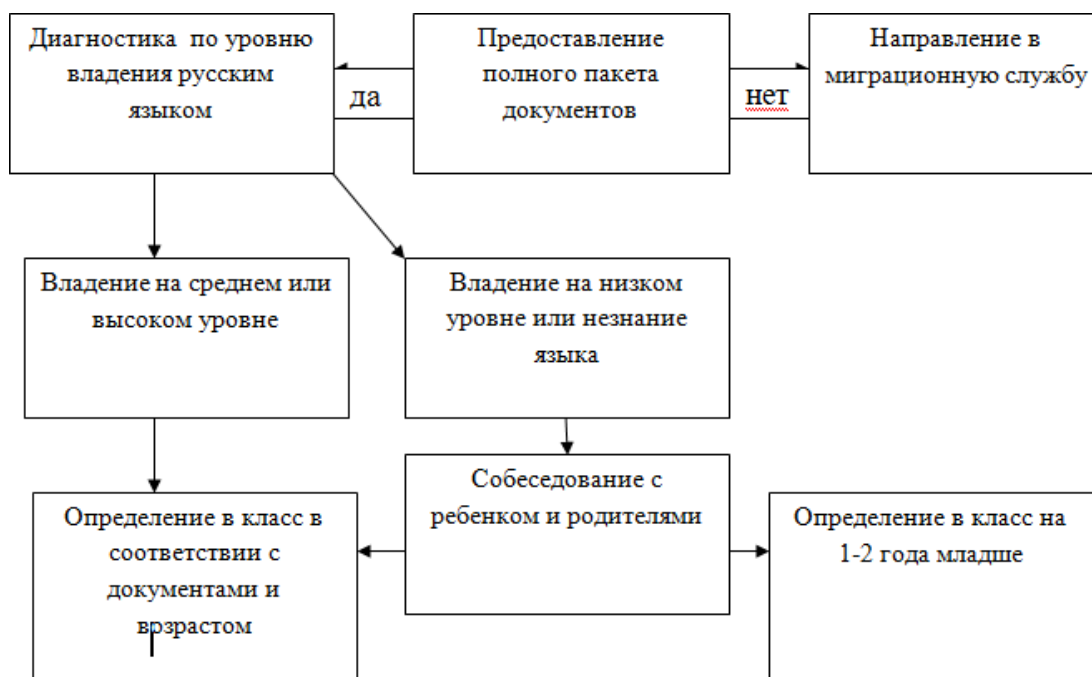 Диагностика по уровню
владения русским
языком
да
Предоставление
полного пакета
документов
нет
Направление в
миграционную службу
Владение на среднем или
высоком уровне
Владение на низком
уровне или незнание
языка
Собеседование с
ребенком и родителями
Определение в класс в
соответствии с
документами и
возрастом
Определение в класс на
1-2 года младше